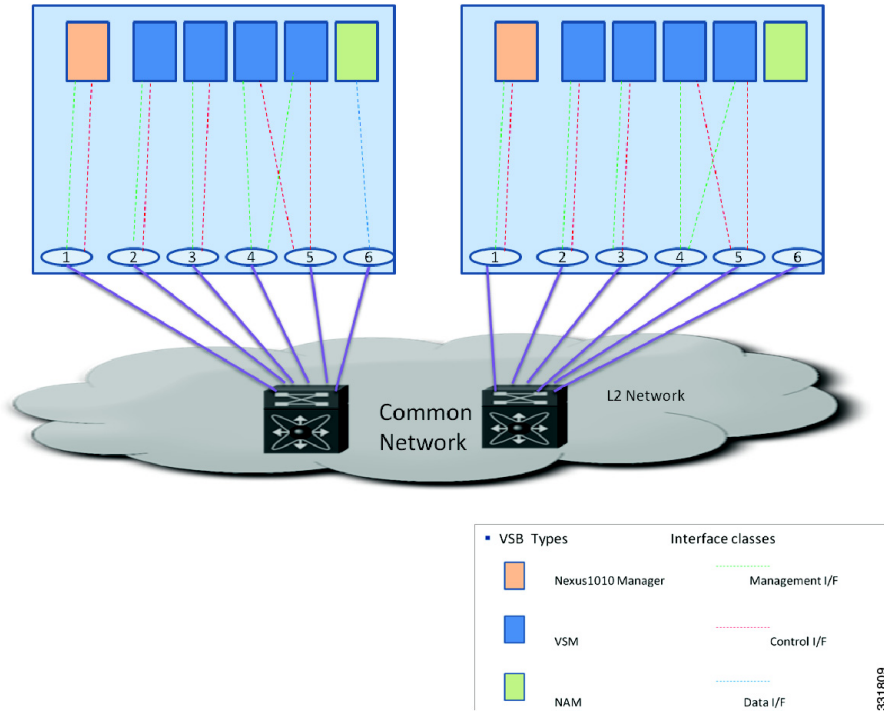 1 2 3 4 5 6
1 2 3 4 5 6
Common
Network
L2 Network
▪ VSB Types Interface classes
Nexus1010 Manager Management I/F
VSM Control I/F
NAM Data I/F
331809